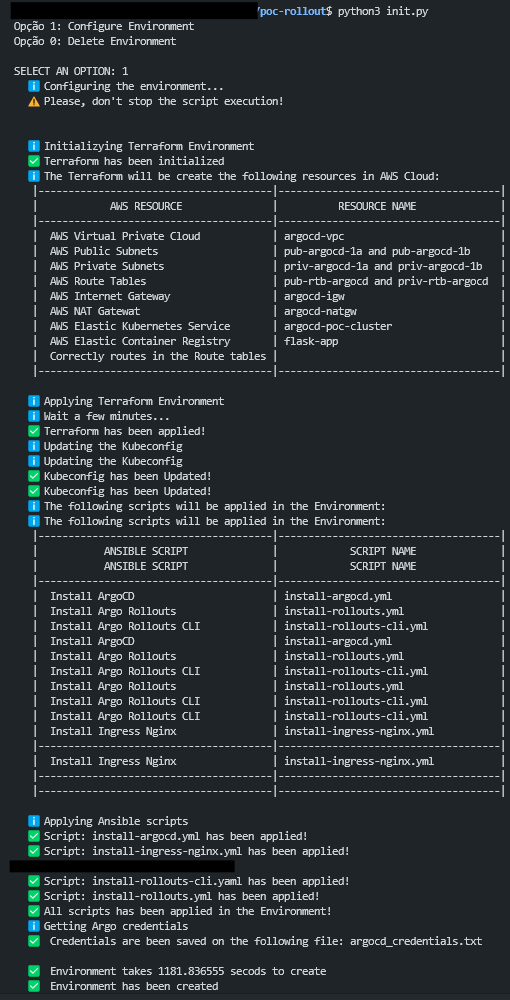 /poc-rollout$ python3 init.py
Opção 1: Configure Environment
Opção 0: Delete Environment
SELECT AN OPTION: 1
ℹ️ Configuring the environment...
⚠️ Please, don't stop the script execution!
ℹ️ Initializying Terraform Environment
✅ Terraform has been initialized
ℹ️ The Terraform will be create the following resources in AWS Cloud:
|----------------------------------|--------------------------------|
| AWS RESOURCE | RESOURCE NAME |
|----------------------------------|--------------------------------|
| AWS Virtual Private Cloud | argocd-vpc |
| AWS Public Subnets | pub-argocd-1a and pub-argocd-1b |
| AWS Private Subnets | priv-argocd-1a and priv-argocd-1b |
| AWS Route Tables | pub-rtb-argocd and priv-rtb-argocd |
| AWS Internet Gateway | argocd-igw |
| AWS NAT Gatewat | argocd-natgw |
| AWS Elastic Kubernetes Service | argocd-poc-cluster |
| AWS Elastic Container Registry | flask-app |
| Correctly routes in the Route tables | |
|----------------------------------|--------------------------------|
ℹ️ Applying Terraform Environment
ℹ️ Wait a few minutes...
✅ Terraform has been applied!
ℹ️ Updating the Kubeconfig
ℹ️ Updating the Kubeconfig
✅ Kubeconfig has been Updated!
✅ Kubeconfig has been Updated!
ℹ️ The following scripts will be applied in the Environment:
ℹ️ The following scripts will be applied in the Environment:
|----------------------------------|--------------------------------|
| ANSIBLE SCRIPT | SCRIPT NAME |
| ANSIBLE SCRIPT | SCRIPT NAME |
|----------------------------------|--------------------------------|
| Install ArgoCD | install-argocd.yml |
| Install Argo Rollouts | install-rollouts.yml |
| Install Argo Rollouts CLI | install-rollouts-cli.yml |
| Install ArgoCD | install-argocd.yml |
| Install Argo Rollouts | install-rollouts.yml |
| Install Argo Rollouts CLI | install-rollouts-cli.yml |
| Install Argo Rollouts | install-rollouts.yml |
| Install Argo Rollouts CLI | install-rollouts-cli.yml |
| Install Argo Rollouts CLI | install-rollouts-cli.yml |
| Install Ingress Nginx | install-ingress-nginx.yml |
|----------------------------------|--------------------------------|
| Install Ingress Nginx | install-ingress-nginx.yml |
|----------------------------------|--------------------------------|
|----------------------------------|--------------------------------|
ℹ️ Applying Ansible scripts
✅ Script: install-argocd.yml has been applied!
✅ Script: install-ingress-nginx.yml has been applied!
✅ Script: install-rollouts-cli.yaml has been applied!
✅ Script: install-rollouts.yml has been applied!
✅ All scripts has been applied in the Environment!
ℹ️ Getting Argo credentials
✅ Credentials are been saved on the following file: argocd_credentials.txt
✅ Environment takes 1181.836555 secods to create
✅ Environment has been created